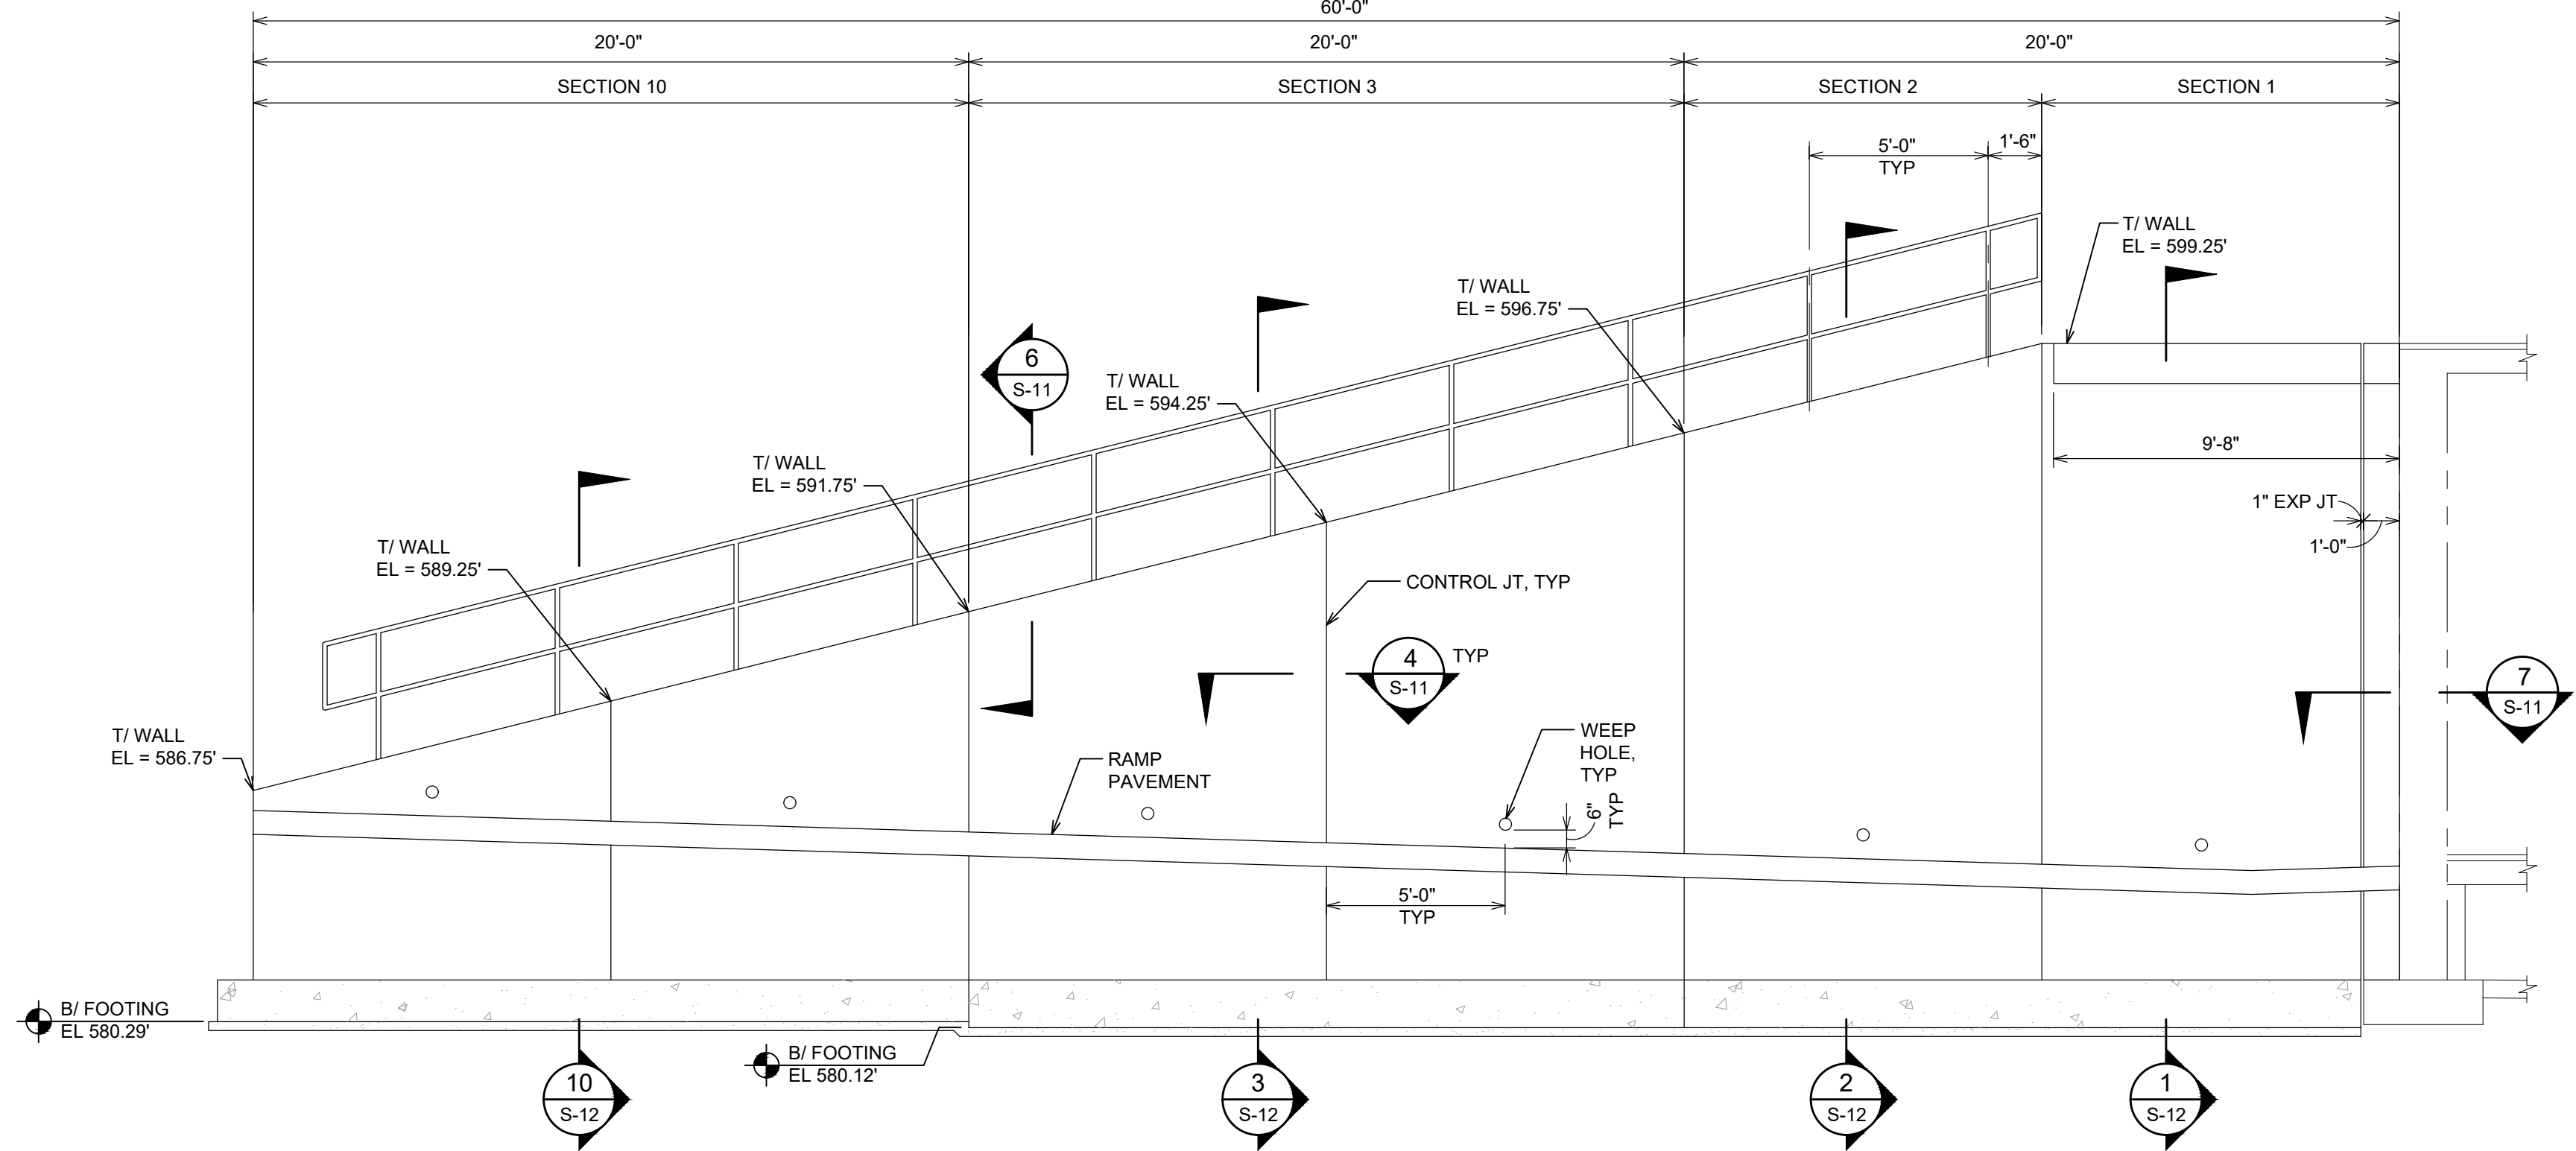 60'-0"
20'-0"
20'-0"
20'-0"
SECTION 10
SECTION 3
SECTION 2
SECTION 1
5'-0"
TYP
1'-6"
T/ WALL
EL = 599.25'
T/ WALL
EL = 596.75'
6
S-11
T/ WALL
EL = 594.25'
9'-8"
T/ WALL
EL = 591.75'
1" EXP JT
1'-0"
T/ WALL
EL = 589.25'
CONTROL JT, TYP
4
S-11
TYP
7
S-11
T/ WALL
EL = 586.75'
RAMP
PAVEMENT
WEEP
HOLE,
TYP
6"
TYP
5'-0"
TYP
B/ FOOTING
EL 580.29'
B/ FOOTING
EL 580.12'
10
S-12
3
S-12
2
S-12
1
S-12